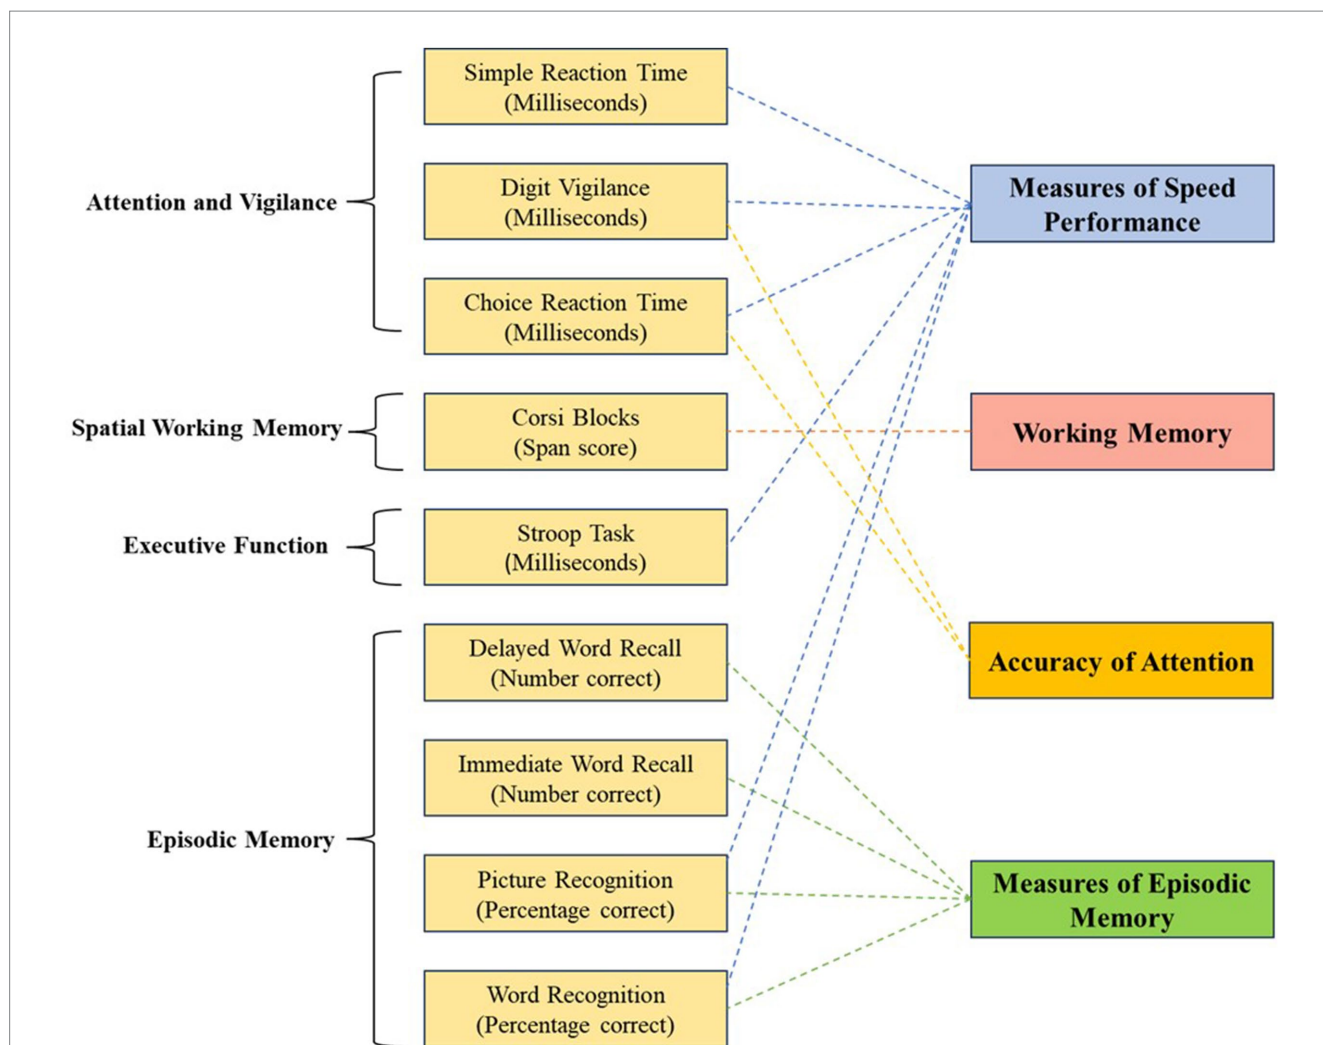 Attention and Vigilance
Simple Reaction Time
(Milliseconds)
Digit Vigilance
(Milliseconds)
Choice Reaction Time
(Milliseconds)
Spatial Working Memory
Corsi Blocks
(Span score)
Executive Function
Stroop Task
(Milliseconds)
Episodic Memory
Delayed Word Recall
(Number correct)
Immediate Word Recall
(Number correct)
Picture Recognition
(Percentage correct)
Word Recognition
(Percentage correct)
Measures of Speed
Performance
Working Memory
Accuracy of Attention
Measures of Episodic
Memory